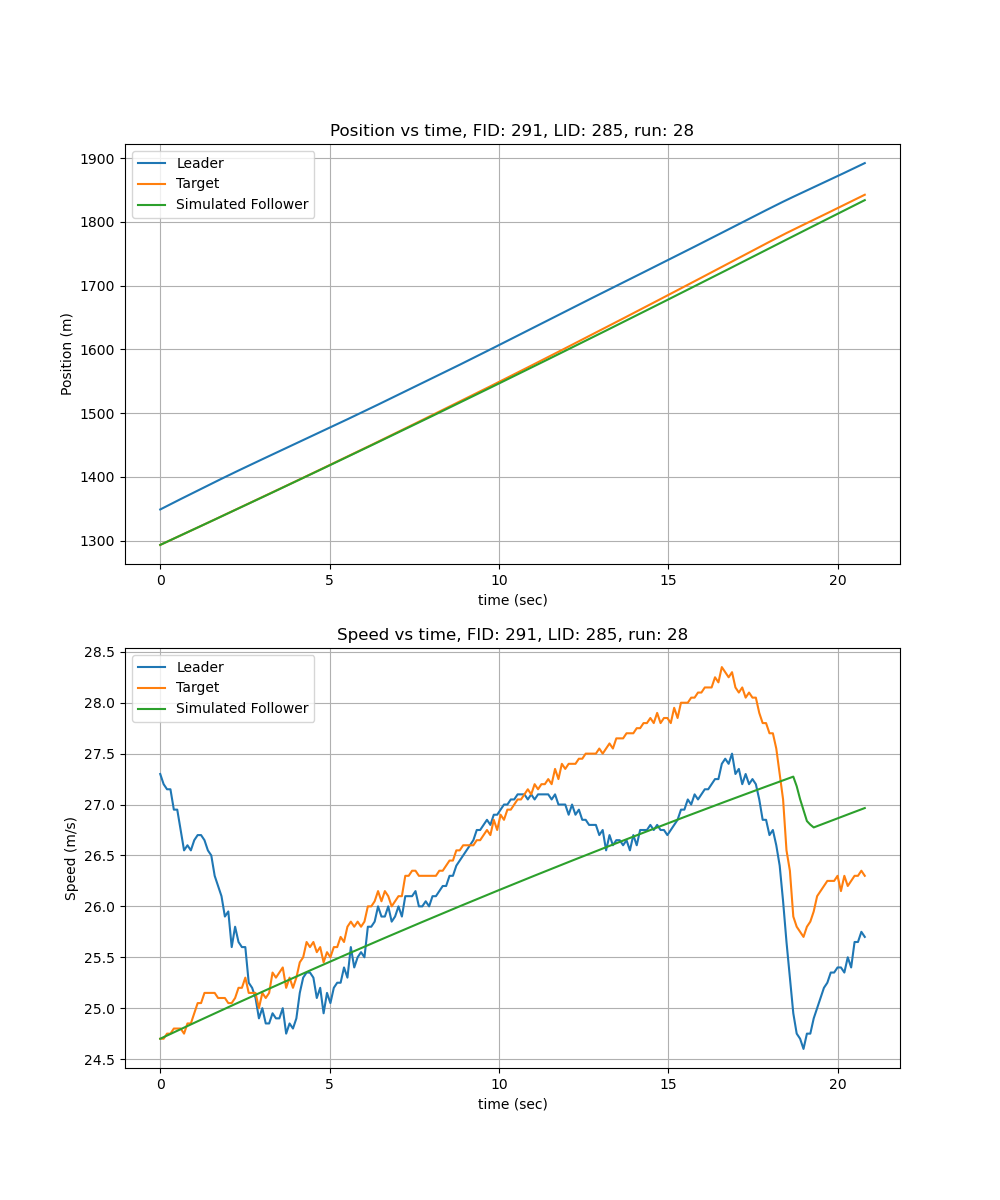 Position vs time, FID: 291, LID: 285, run: 28
Leader
Target
Simulated Follower
1900
1800
1700
1600
1500
1400
1300
Position (m)
0 5 10 15 20
time (sec)
Speed vs time, FID: 291, LID: 285, run: 28
Leader
Target
Simulated Follower
28.5
28.0
27.5
27.0
26.5
26.0
25.5
25.0
24.5
Speed (m/s)
0 5 10 15 20
time (sec)